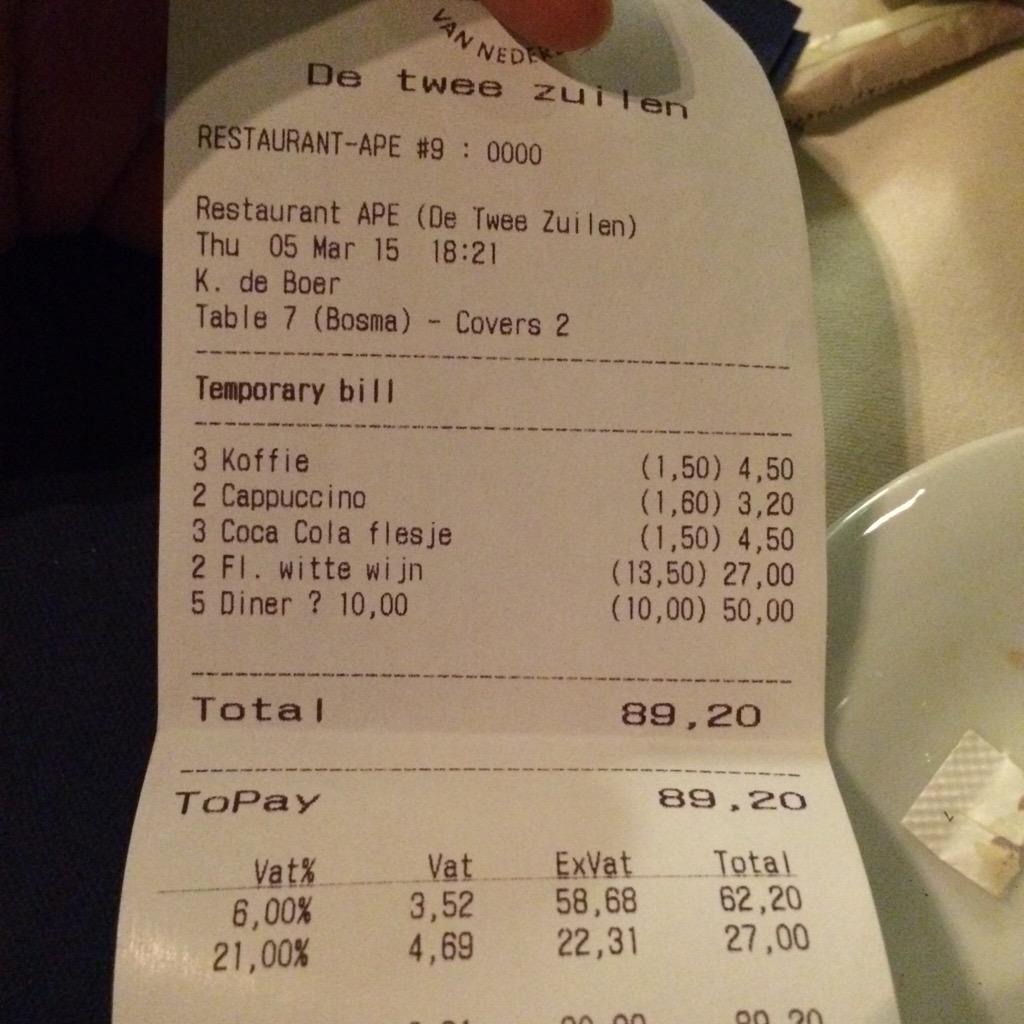 VAN NEDER
De twee zuilen
RESTAURANT-APE #9 : 0000
Restaurant APE (De Twee Zuilen)
Thu 05 Mar 15 18:21
K. de Boer
Table 7 (Bosma) - Covers 2
Temporary bill
3 Koffie (1,50) 4,50
2 Cappuccino (1,60) 3,20
3 Coca Cola flesje (1,50) 4,50
2 Fl. witte wijn (13,50) 27,00
5 Diner ? 10,00 (10,00) 50,00
Total 89,20
ToPay 89,20
Vat% Vat ExVat Total
6,00% 3,52 58,68 62,20
21,00% 4,69 22,31 27,00
89,20